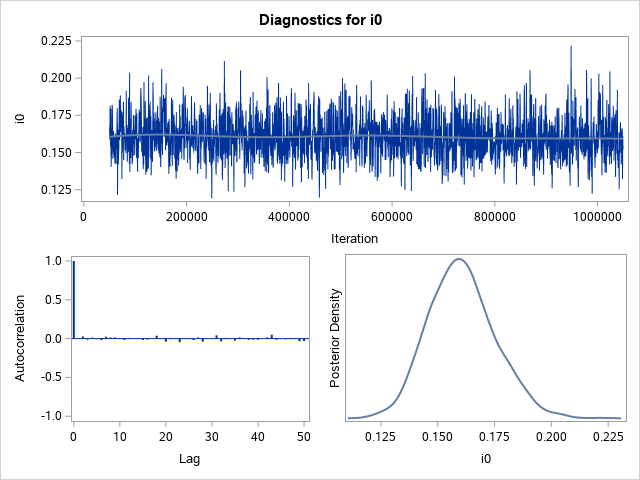 Diagnostics for i0
0.225
0.200
0.175
0.150
0.125
i0
0 200000 400000 600000 800000 1000000
Iteration
1.0
0.5
0.0
-0.5
-1.0
Autocorrelation
0 10 20 30 40 50
Lag
Posterior Density
0.125 0.150 0.175 0.200 0.225
i0